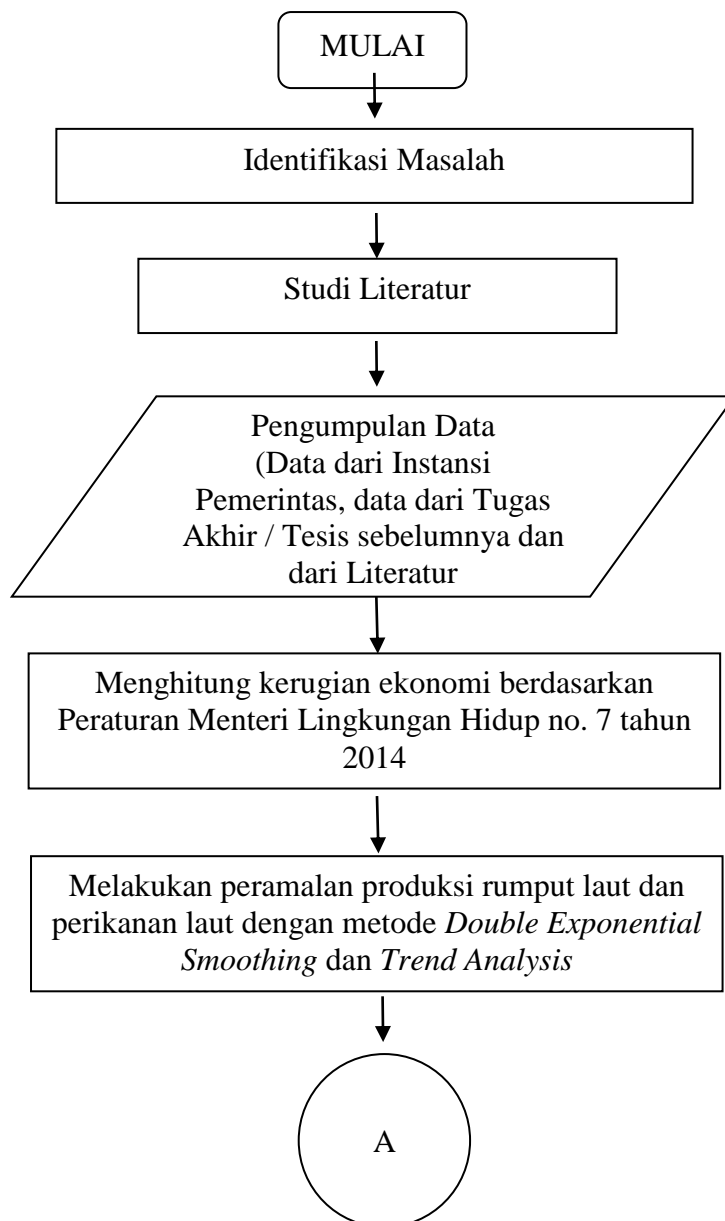 MULAI
Identifikasi Masalah
Studi Literatur
Pengumpulan Data
(Data dari Instansi
Pemerintas, data dari Tugas
Akhir / Tesis sebelumnya dan
dari Literatur
Menghitung kerugian ekonomi berdasarkan
Peraturan Menteri Lingkungan Hidup no. 7 tahun
2014
Melakukan peramalan produksi rumput laut dan
perikanan laut dengan metode Double Exponential
Smoothing dan Trend Analysis
A